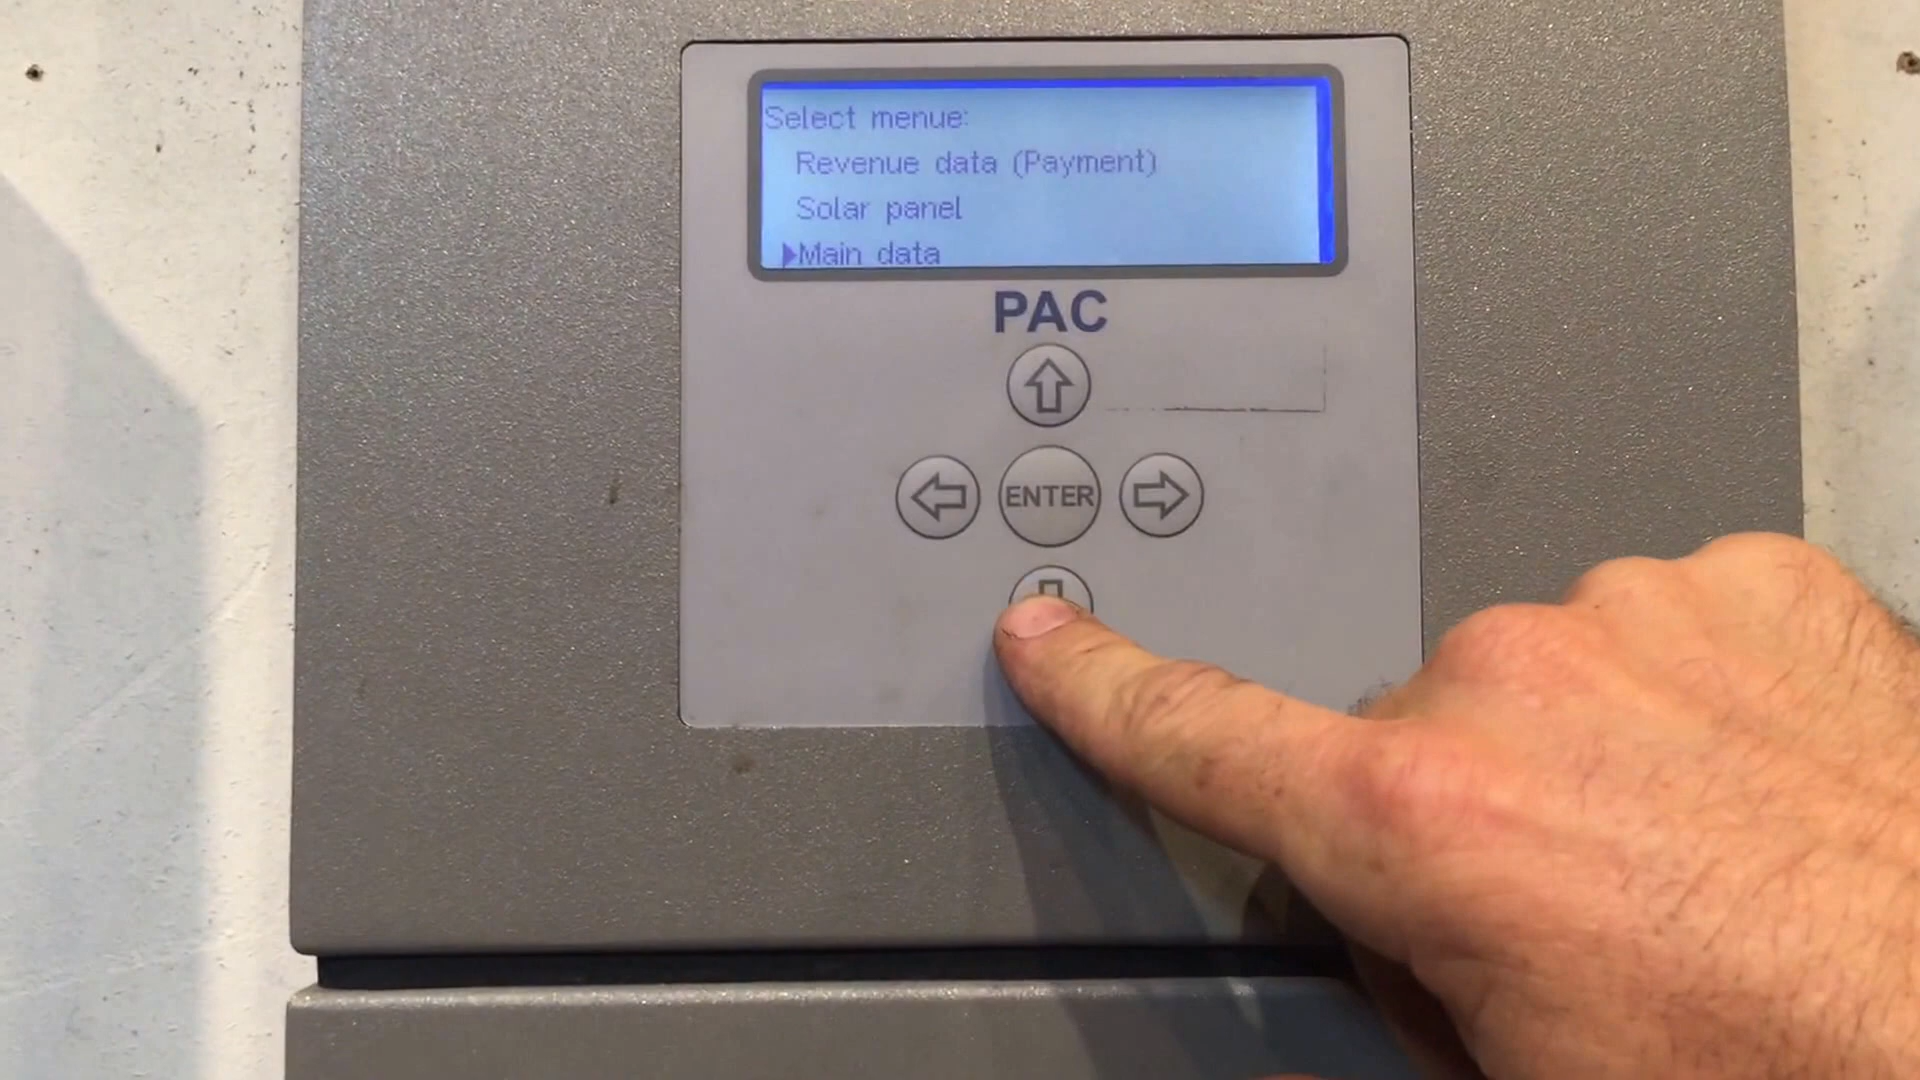 Select menue:
Revenue data (Payment)
Solar panel
Main data
PAC
ENTER